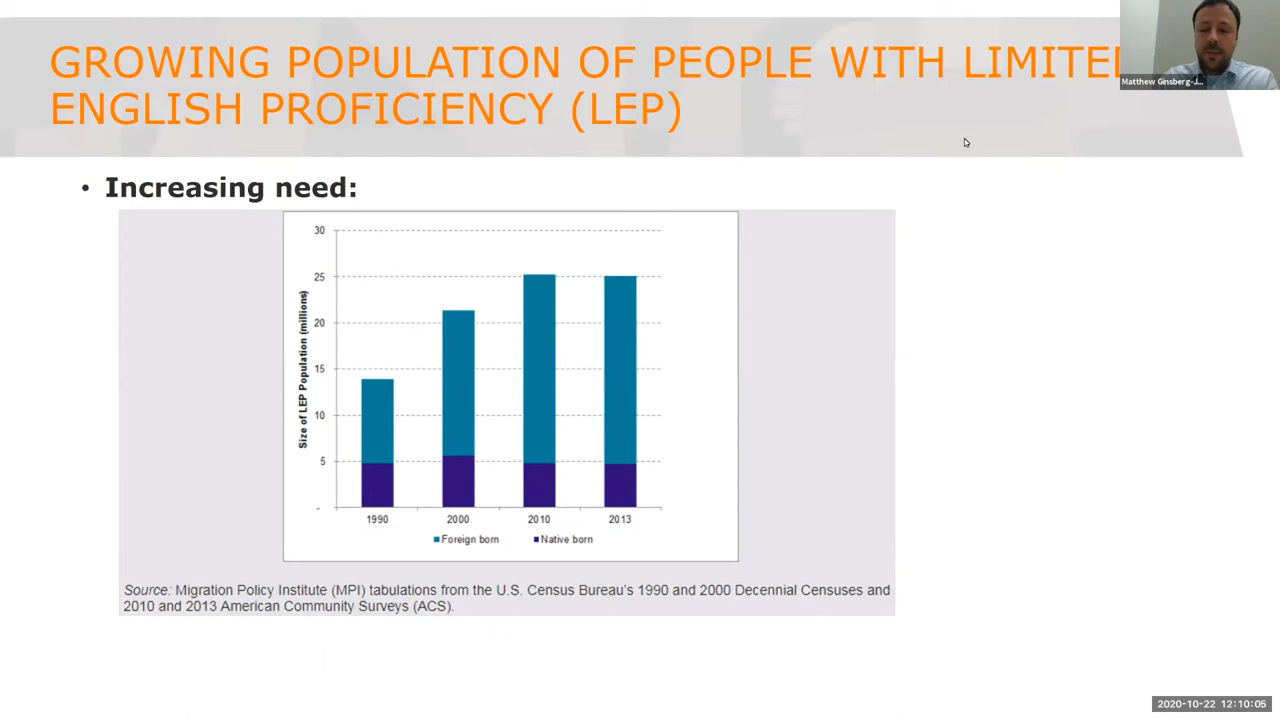 GROWING POPULATION OF PEOPLE WITH LIMITED
ENGLISH PROFICIENCY (LEP)
Matthew Ginsberg-J...
• Increasing need:
Size of LEP Population (millions)
30
25
20
15
10
5
-
1990 2000 2010 2013
Foreign born Native born
Source: Migration Policy Institute (MPI) tabulations from the U.S. Census Bureau's 1990 and 2000 Decennial Censuses and
2010 and 2013 American Community Surveys (ACS).
2020-10-22 12:10:05